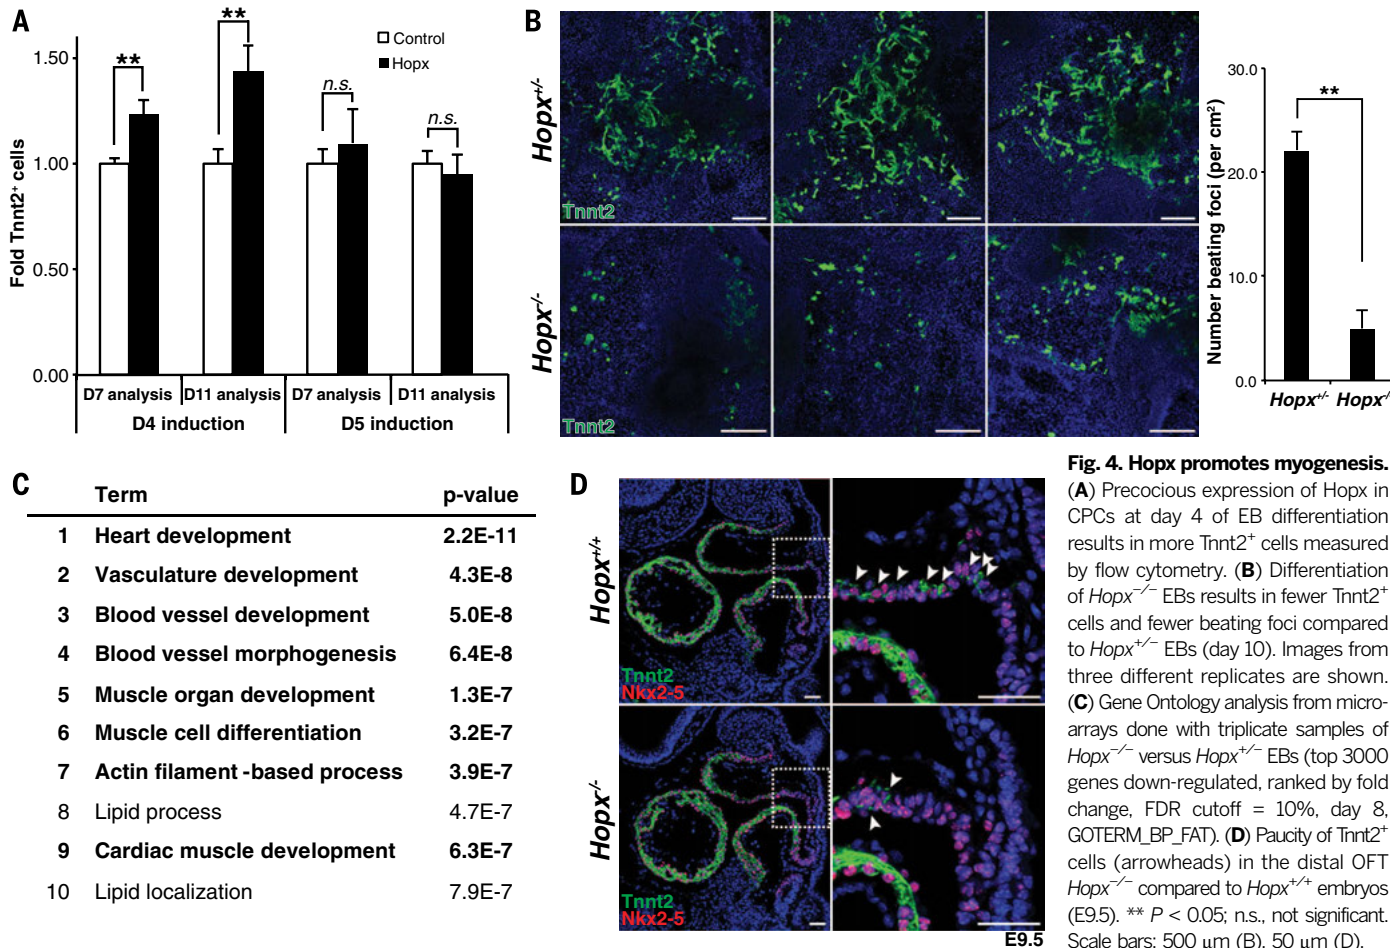 A
**
**
n.s.
n.s.
Control
Hopx
Fold Tnnt2+ cells
1.50
1.00
0.50
0.00
D7 analysis D11 analysis D7 analysis D11 analysis
D4 induction D5 induction
B
Hopx+/-
Tnnt2
Hopx-/-
Tnnt2
Number beating foci (per cm2)
30.0
20.0
10.0
0.0
**
Hopx+/- Hopx-/-
C
Term p-value
1 Heart development 2.2E-11
2 Vasculature development 4.3E-8
3 Blood vessel development 5.0E-8
4 Blood vessel morphogenesis 6.4E-8
5 Muscle organ development 1.3E-7
6 Muscle cell differentiation 3.2E-7
7 Actin filament -based process 3.9E-7
8 Lipid process 4.7E-7
9 Cardiac muscle development 6.3E-7
10 Lipid localization 7.9E-7
D
Hopx+/+
Tnnt2
Nkx2-5
Hopx-/-
Tnnt2
Nkx2-5
E9.5
Fig. 4. Hopx promotes myogenesis.
(A) Precocious expression of Hopx in
CPCs at day 4 of EB differentiation
results in more Tnnt2+ cells measured
by flow cytometry. (B) Differentiation
of Hopx−/− EBs results in fewer Tnnt2+
cells and fewer beating foci compared
to Hopx+/− EBs (day 10). Images from
three different replicates are shown.
(C) Gene Ontology analysis from micro-
arrays done with triplicate samples of
Hopx−/− versus Hopx+/− EBs (top 3000
genes down-regulated, ranked by fold
change, FDR cutoff = 10%, day 8,
GOTERM_BP_FAT). (D) Paucity of Tnnt2+
cells (arrowheads) in the distal OFT
Hopx−/− compared to Hopx+/+ embryos
(E9.5). ** P < 0.05; n.s., not significant.
Scale bars: 500 μm (B), 50 μm (D).